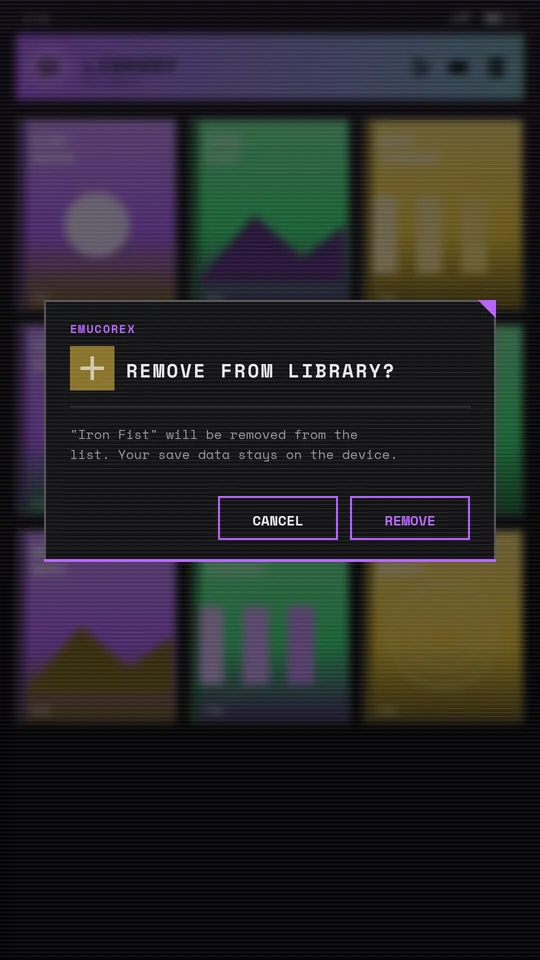 EMUCOREX
REMOVE FROM LIBRARY?
"Iron Fist" will be removed from the
list. Your save data stays on the device.
CANCEL
REMOVE